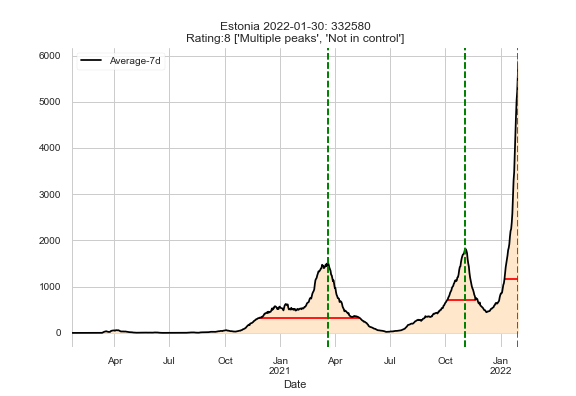 Estonia 2022-01-30: 332580
Rating:8 ['Multiple peaks', 'Not in control']
Average-7d
6000
5000
4000
3000
2000
1000
0
Apr Jul Oct Jan Apr Jul Oct Jan
2021 2022
Date